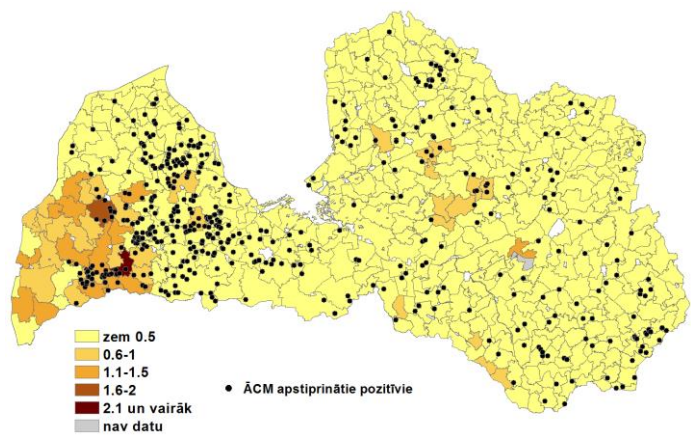 zem 0.5
0.6-1
1.1-1.5
1.6-2
2.1 un vairāk
nav datu
ĀCM apstiprinātie pozitīvie